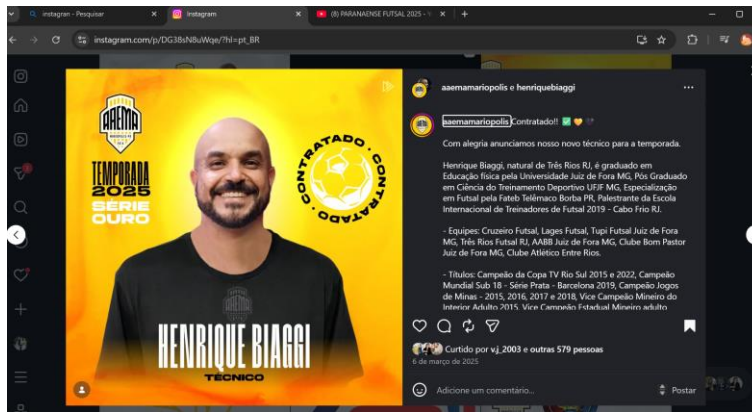 instagram - Pesquisar
Instagram
(8) PARANAENSE FUTSAL 2025 -
instagram.com/p/DG38sN8uWqe/?hl=pt_BR
AAEMA
TEMPORADA
2025
SÉRIE
OURO
CONTRATADO · CONTRATADO ·
HENRIQUE BIAGGI
TÉCNICO
aaemamariopolis e henriquebiaggi
aaemamariopolis Contratado!! ✅ 💛 🖤
Com alegria anunciamos nosso novo técnico para a temporada.
Henrique Biaggi, natural de Três Rios RJ, é graduado em
Educação física pela Universidade Juiz de Fora MG, Pós Graduado
em Ciência do Treinamento Deportivo UFJF MG, Especialização
em Futsal pela Fateb Telêmaco Borba PR, Palestrante da Escola
Internacional de Treinadores de Futsal 2019 - Cabo Frio RJ.
- Equipes: Cruzeiro Futsal, Lages Futsal, Tupi Futsal Juiz de Fora
MG, Três Rios Futsal RJ, AABB Juiz de Fora MG, Clube Bom Pastor
Juiz de Fora MG, Clube Atlético Entre Rios.
- Títulos: Campeão da Copa TV Rio Sul 2015 e 2022, Campeão
Mundial Sub 18 - Série Prata - Barcelona 2019, Campeão Jogos
de Minas - 2015, 2016, 2017 e 2018, Vice Campeão Mineiro do
Interior Adulto 2015, Vice Campeão Estadual Mineiro adulto
Curtido por v.j_2003 e outras 579 pessoas
6 de março de 2025
Adicione um comentário...
Postar